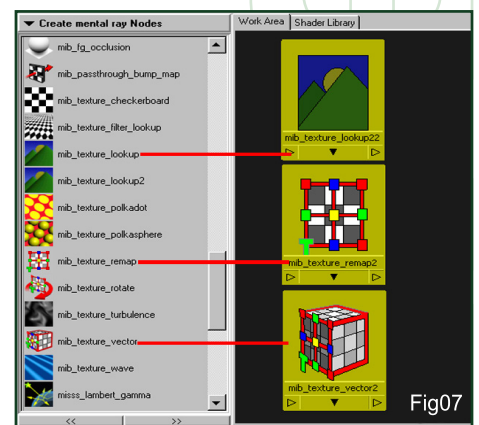 Create mental ray Nodes
Work Area
Shader Library
mib_fg_occlusion
mib_passthrough_bump_map
mib_texture_checkerboard
mib_texture_filter_lookup
mib_texture_lookup
mib_texture_lookup2
mib_texture_polkadot
mib_texture_polkasphere
mib_texture_remap
mib_texture_rotate
mib_texture_turbulence
mib_texture_vector
mib_texture_wave
misss_lambert_gamma
<<
>>
mib_texture_lookup22
mib_texture_remap2
mib_texture_vector2
Fig07